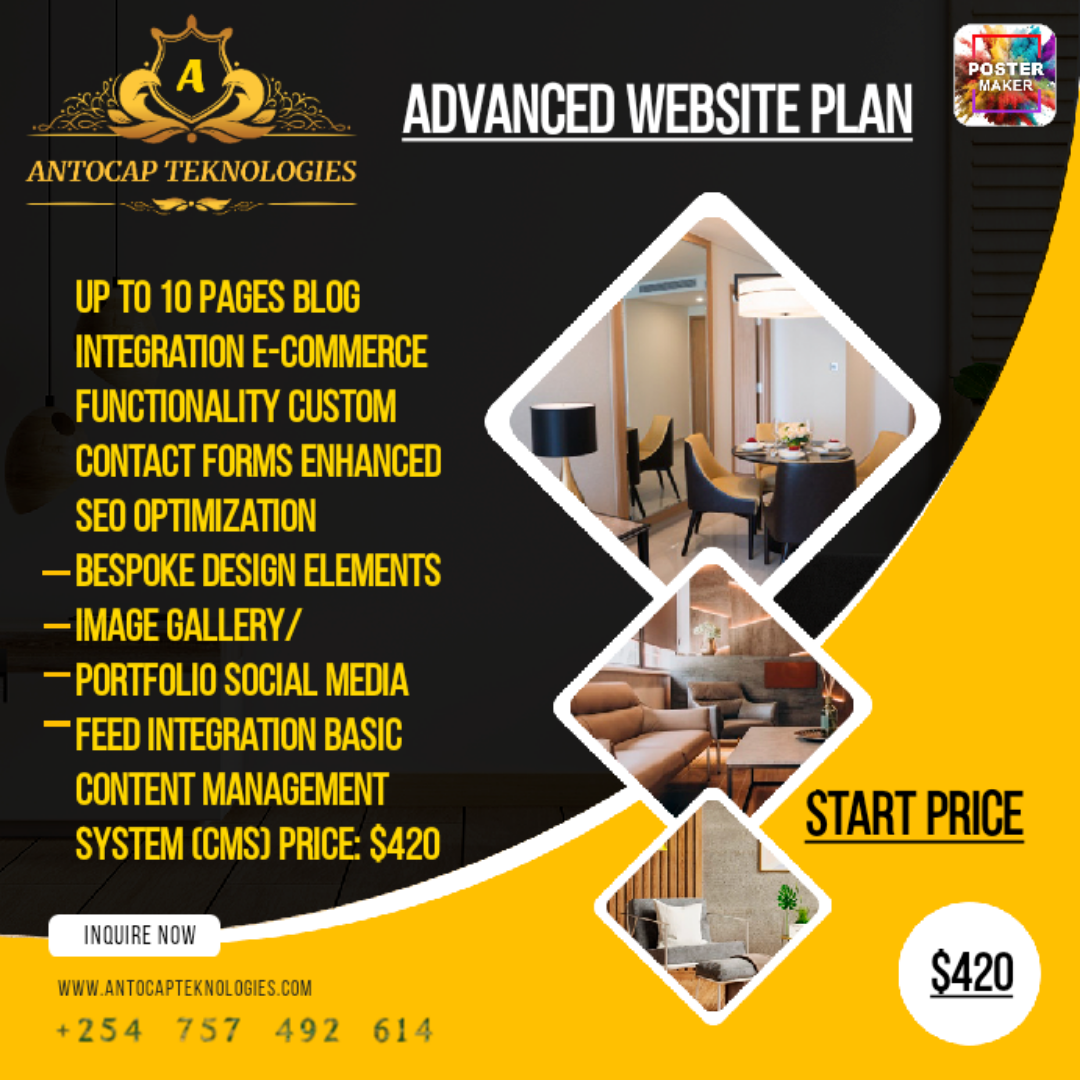 A
ANTOCAP TEKNOLOGIES
ADVANCED WEBSITE PLAN
POSTER
MAKER
UP TO 10 PAGES BLOG
INTEGRATION E-COMMERCE
FUNCTIONALITY CUSTOM
CONTACT FORMS ENHANCED
SEO OPTIMIZATION
BESPOKE DESIGN ELEMENTS
IMAGE GALLERY/
PORTFOLIO SOCIAL MEDIA
FEED INTEGRATION BASIC
CONTENT MANAGEMENT
SYSTEM (CMS) PRICE: $420
START PRICE
$420
INQUIRE NOW
WWW.ANTOCAPTEKNOLOGIES.COM
+254 757 492 614